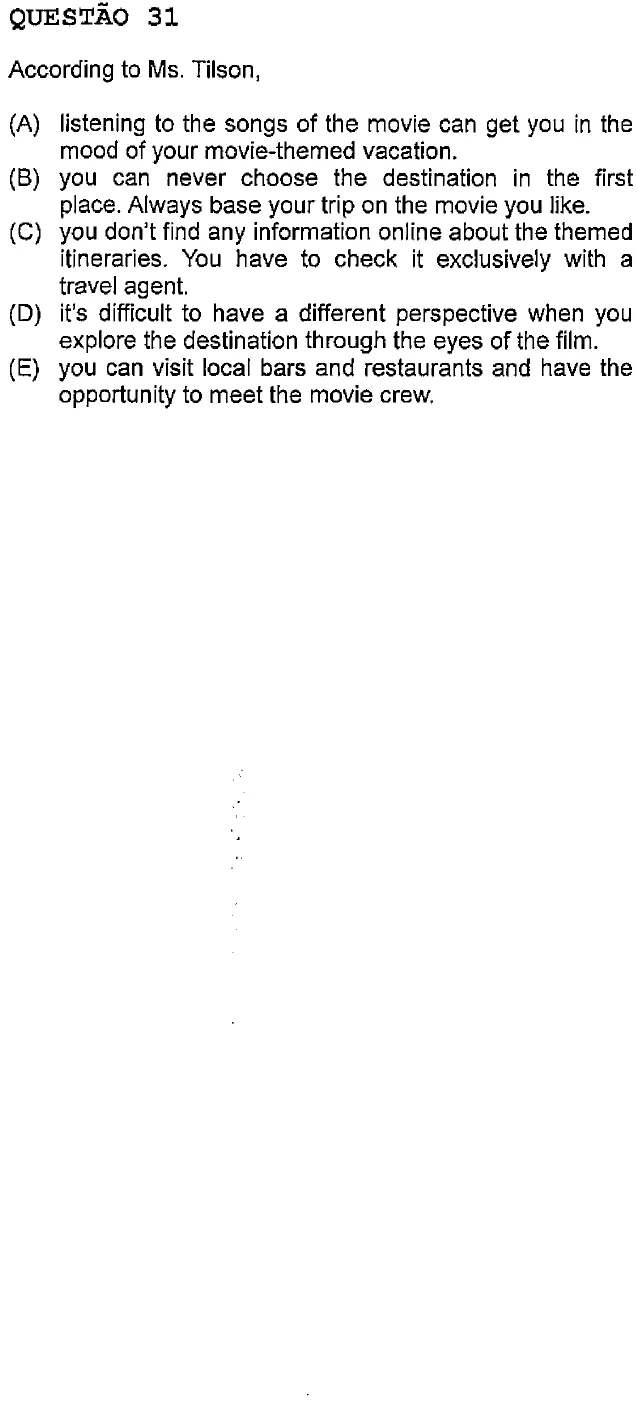 QUESTÃO 31
According to Ms. Tilson,
(A) listening to the songs of the movie can get you in the
mood of your movie-themed vacation.
(B) you can never choose the destination in the first
place. Always base your trip on the movie you like.
(C) you don't find any information online about the themed
itineraries. You have to check it exclusively with a
travel agent.
(D) it's difficult to have a different perspective when you
explore the destination through the eyes of the film.
(E) you can visit local bars and restaurants and have the
opportunity to meet the movie crew.